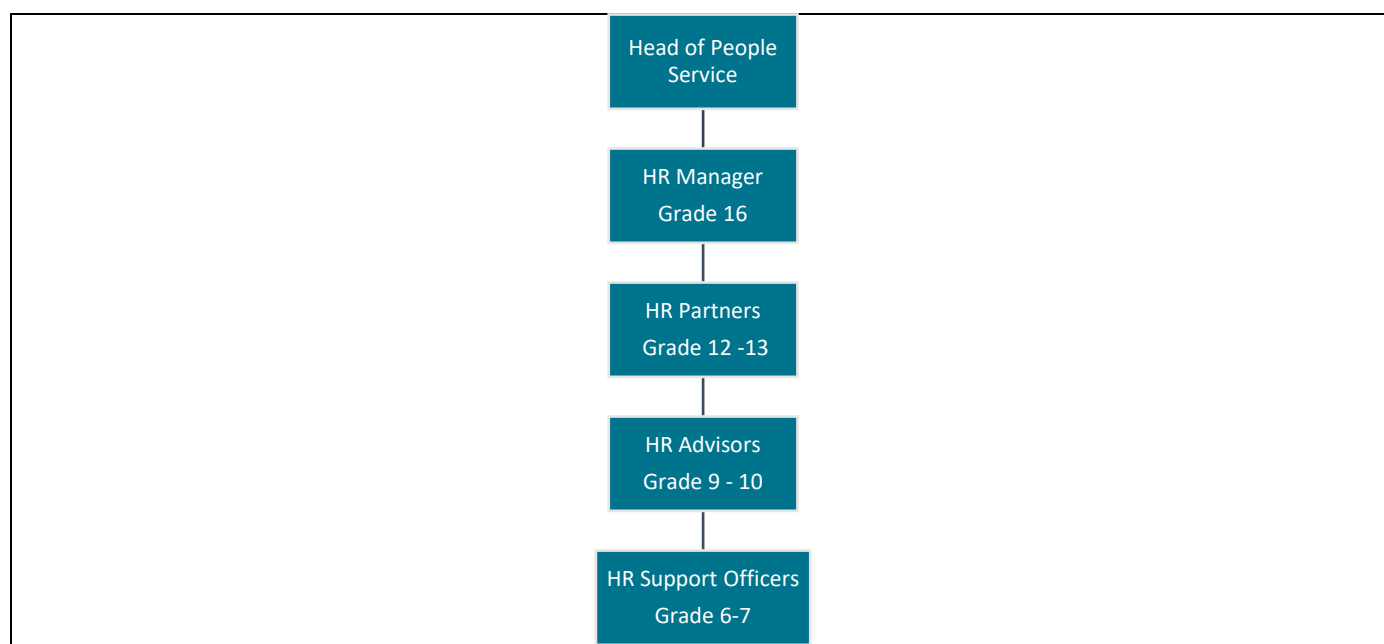 Head of People
Service
HR Manager
Grade 16
HR Partners
Grade 12 -13
HR Advisors
Grade 9 - 10
HR Support Officers
Grade 6-7